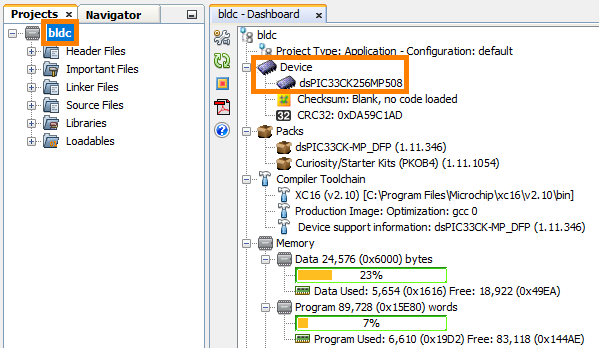 Projects × Navigator
bldc
Header Files
Important Files
Linker Files
Source Files
Libraries
Loadables
bldc - Dashboard ×
bldc
Project Type: Application - Configuration: default
Device
dsPIC33CK256MP508
Checksum: Blank, no code loaded
32 CRC32: 0xDA59C1AD
Packs
dsPIC33CK-MP_DFP (1.11.346)
Curiosity/Starter Kits (PKOB4) (1.11.1054)
Compiler Toolchain
XC16 (v2.10) [C:\Program Files\Microchip\xc16\v2.10\bin]
Production Image: Optimization: gcc 0
Device support information: dsPIC33CK-MP_DFP (1.11.346)
Memory
Data 24,576 (0x6000) bytes
23%
Data Used: 5,654 (0x1616) Free: 18,922 (0x49EA)
Program 89,728 (0x15E80) words
7%
Program Used: 6,610 (0x19D2) Free: 83,118 (0x144AE)